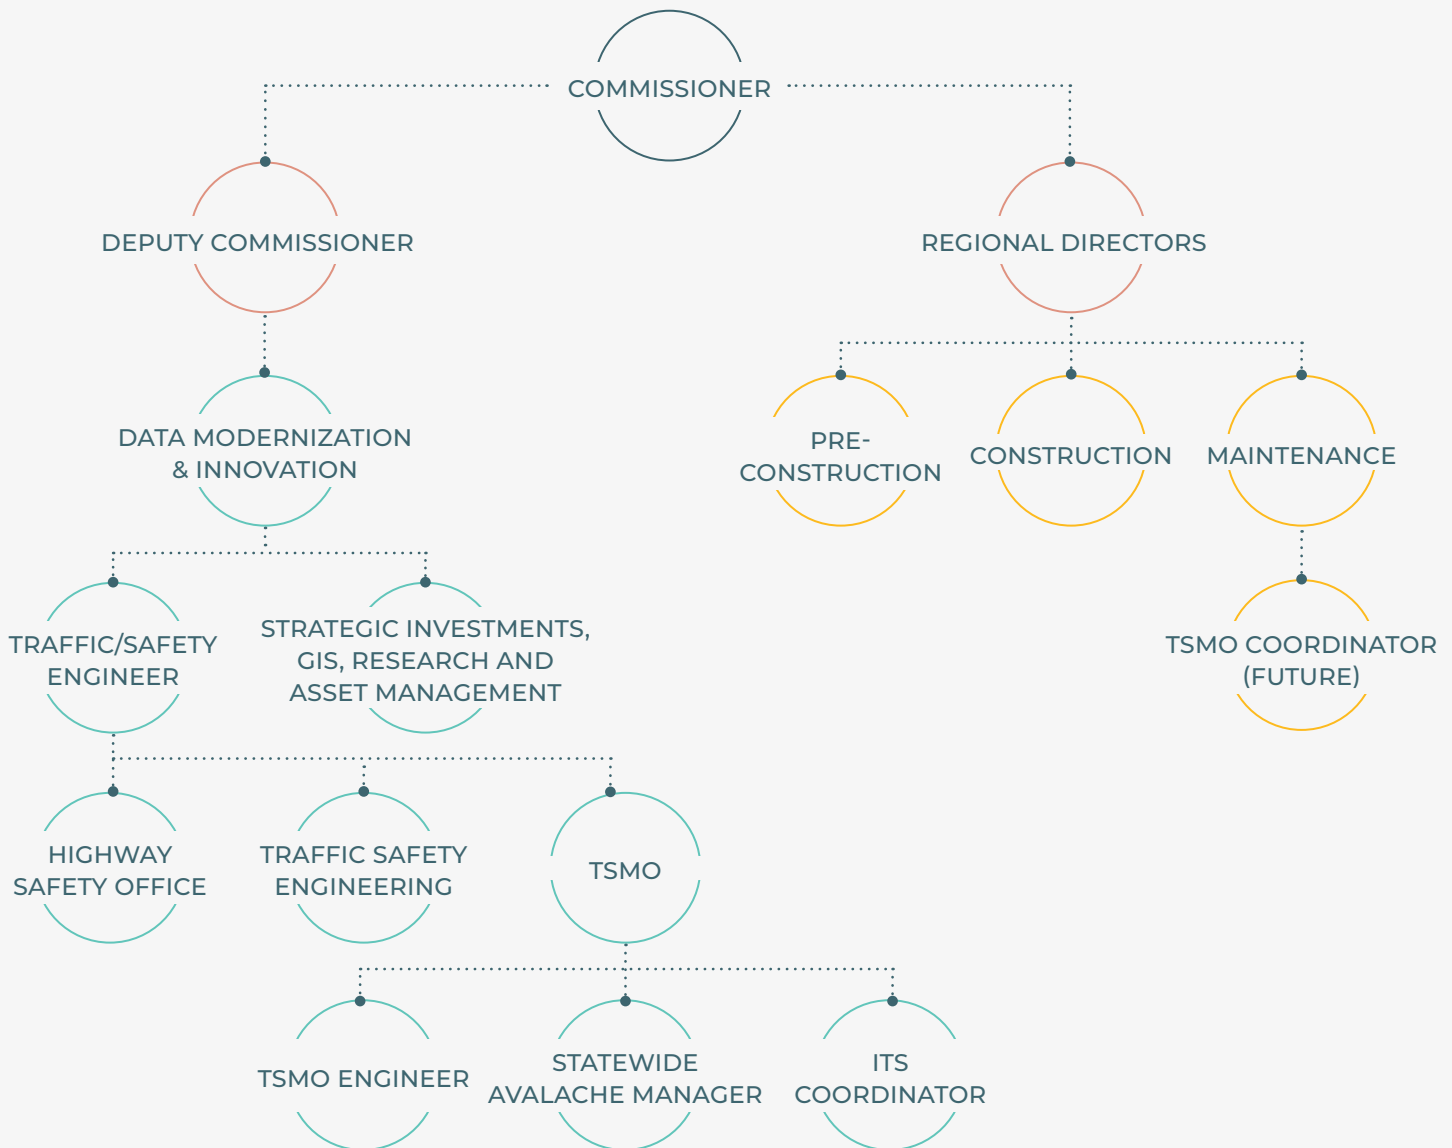 COMMISSIONER
DEPUTY COMMISSIONER
REGIONAL DIRECTORS
DATA MODERNIZATION
& INNOVATION
PRE-
CONSTRUCTION
CONSTRUCTION
MAINTENANCE
TRAFFIC/SAFETY
ENGINEER
STRATEGIC INVESTMENTS,
GIS, RESEARCH AND
ASSET MANAGEMENT
TSMO COORDINATOR
(FUTURE)
HIGHWAY
SAFETY OFFICE
TRAFFIC SAFETY
ENGINEERING
TSMO
TSMO ENGINEER
STATEWIDE
AVALACHE MANAGER
ITS
COORDINATOR